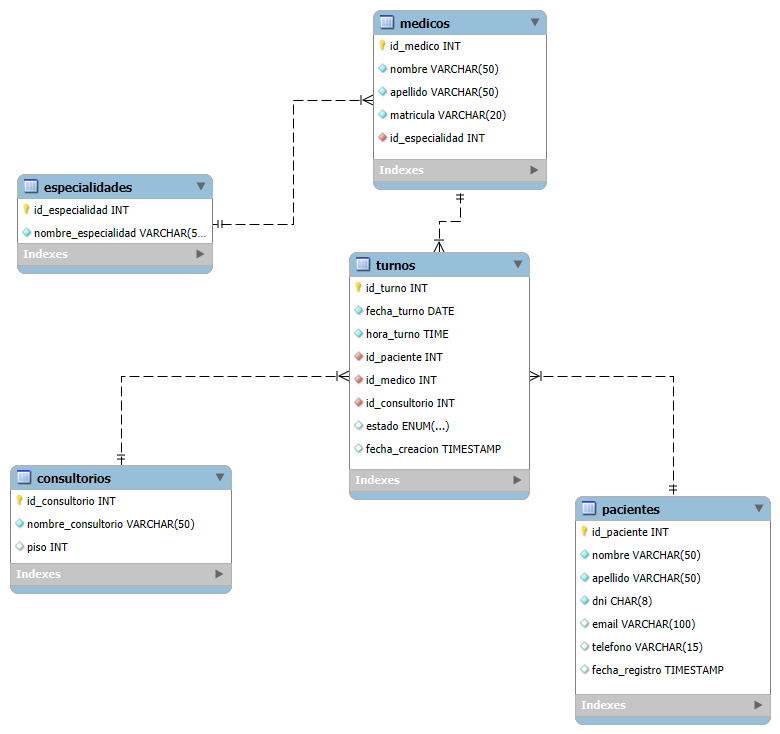 medicos
id_medico INT
nombre VARCHAR(50)
apellido VARCHAR(50)
matricula VARCHAR(20)
id_especialidad INT
Indexes
especialidades
id_especialidad INT
nombre_especialidad VARCHAR(5...
Indexes
turnos
id_turno INT
fecha_turno DATE
hora_turno TIME
id_paciente INT
id_medico INT
id_consultorio INT
estado ENUM(...)
fecha_creacion TIMESTAMP
Indexes
consultorios
id_consultorio INT
nombre_consultorio VARCHAR(50)
piso INT
Indexes
pacientes
id_paciente INT
nombre VARCHAR(50)
apellido VARCHAR(50)
dni CHAR(8)
email VARCHAR(100)
telefono VARCHAR(15)
fecha_registro TIMESTAMP
Indexes